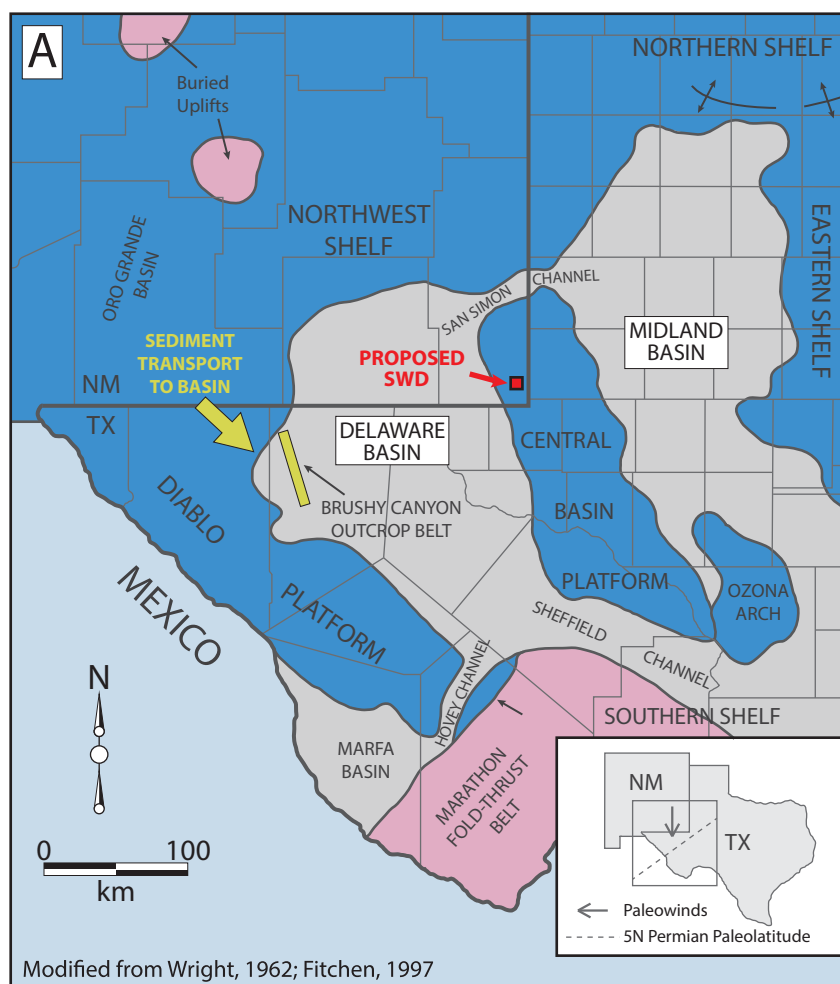 A
Buried
Uplifts
NORTHERN SHELF
NORTHWEST
SHELF
ORO GRANDE
BASIN
EASTERN SHELF
SAN SIMON
CHANNEL
MIDLAND
BASIN
SEDIMENT
TRANSPORT
TO BASIN
PROPOSED
SWD
NM
TX
DELAWARE
BASIN
CENTRAL
BASIN
PLATFORM
BRUSHY CANYON
OUTCROP BELT
DIABLO
PLATFORM
MEXICO
OZONA
ARCH
SHEFFIELD
CHANNEL
HOVEY CHANNEL
SOUTHERN SHELF
MARFA
BASIN
MARATHON
FOLD-THRUST
BELT
N
0 100
km
NM
TX
Paleowinds
5N Permian Paleolatitude
Modified from Wright, 1962; Fitchen, 1997